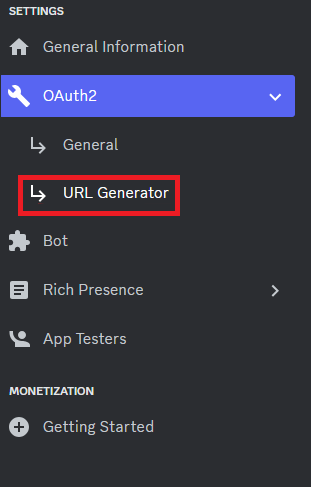 SETTINGS
General Information
OAuth2
General
URL Generator
Bot
Rich Presence
App Testers
MONETIZATION
Getting Started